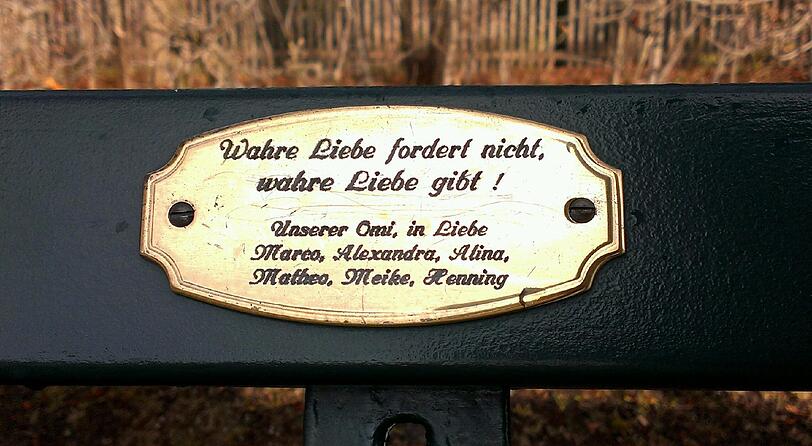 Wahre Liebe fordert nicht,
wahre Liebe gibt !
Unserer Omi, in Liebe
Marco, Alexandra, Alina,
Matheo, Meike, Henning